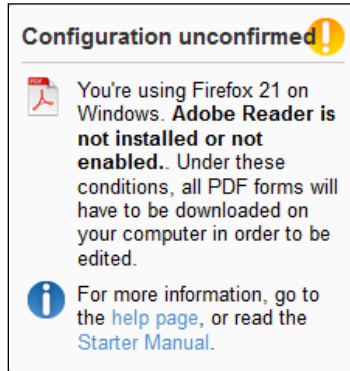 Configuration unconfirmed
PDF
You're using Firefox 21 on
Windows. Adobe Reader is
not installed or not
enabled.. Under these
conditions, all PDF forms will
have to be downloaded on
your computer in order to be
edited.
For more information, go to
the help page, or read the
Starter Manual.